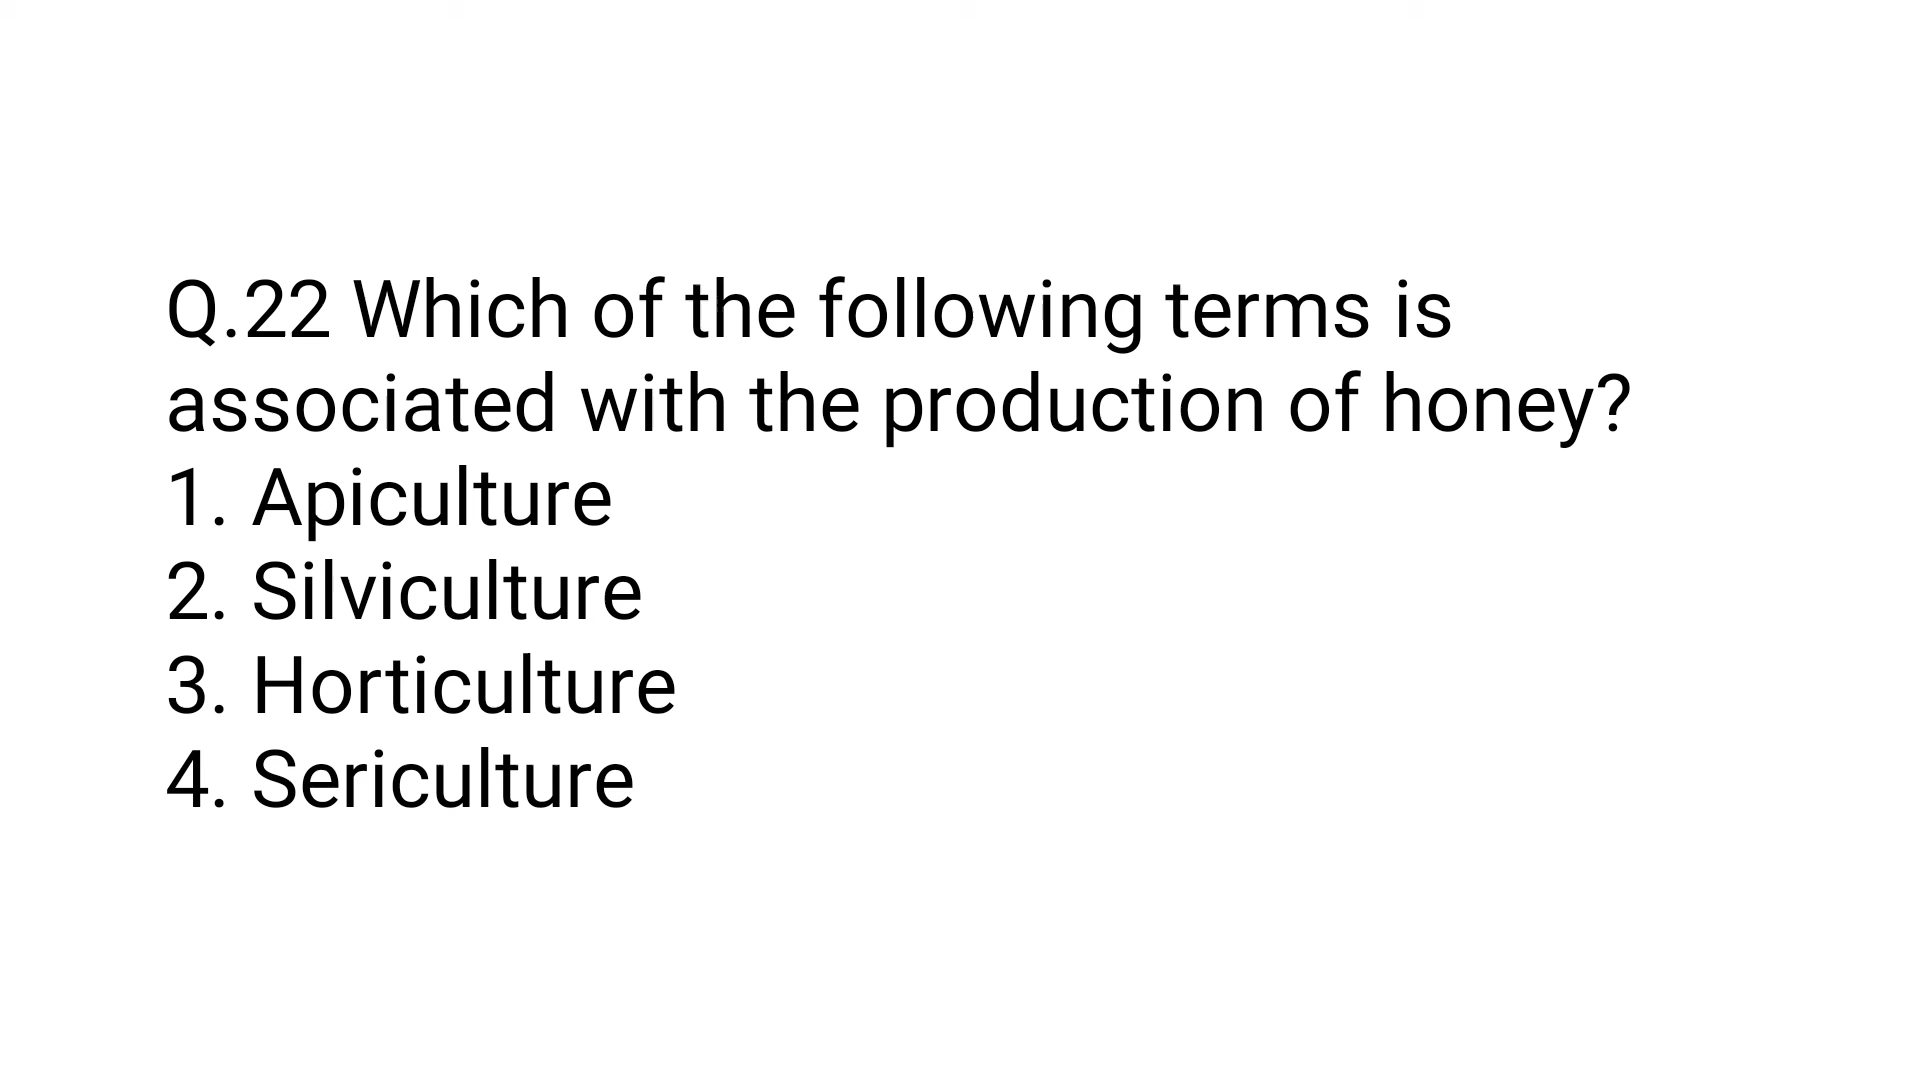 Q.22 Which of the following terms is
associated with the production of honey?
1. Apiculture
2. Silviculture
3. Horticulture
4. Sericulture